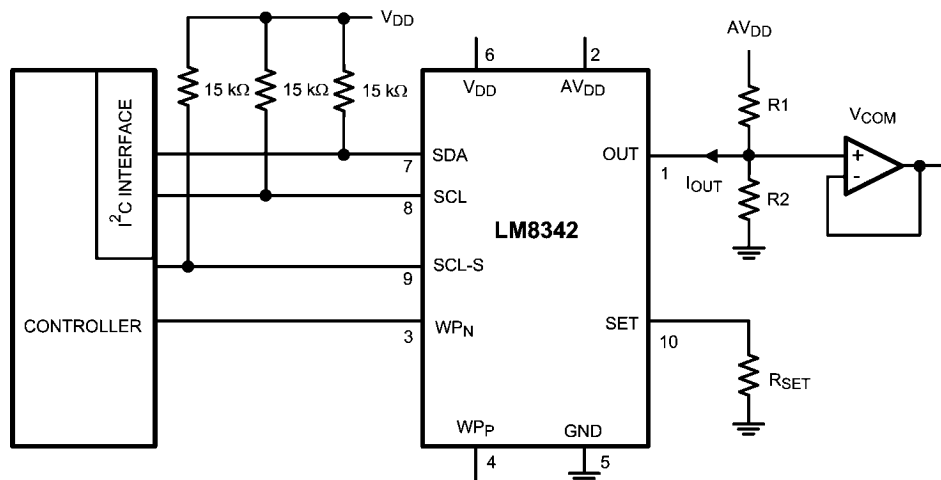 V_DD
15 kΩ 15 kΩ 15 kΩ
6 2
V_DD AV_DD
AV_DD
R1
V_COM
I²C INTERFACE
7 SDA
OUT 1
I_OUT
+
-
R2
8 SCL
LM8342
9 SCL-S
CONTROLLER
3 WP_N
SET 10
R_SET
WP_P GND
4 5